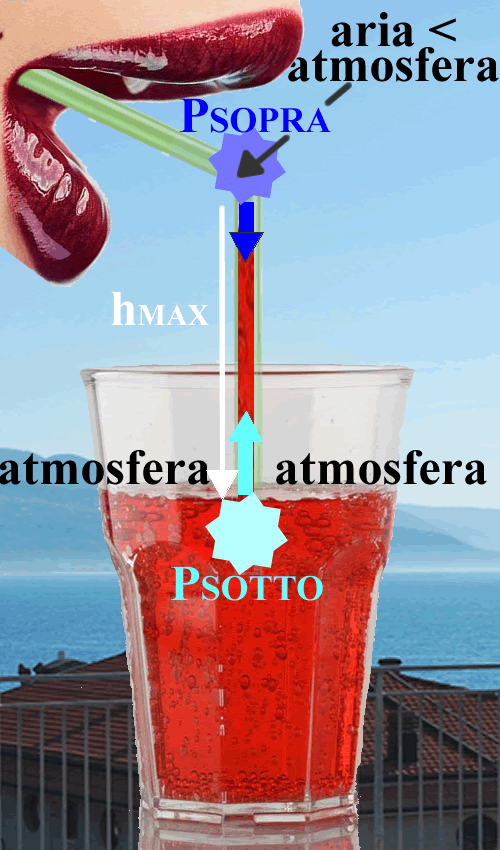 aria <
atmosfera
PSOPRA
hMAX
atmosfera atmosfera
PSOTTO